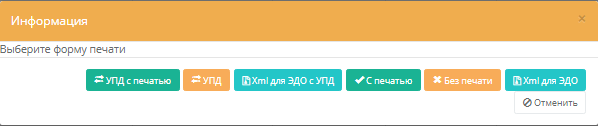 Информация ×
Выберите форму печати
УПД с печатью УПД Xml для ЭДО с УПД С печатью Без печати Xml для ЭДО
Отменить